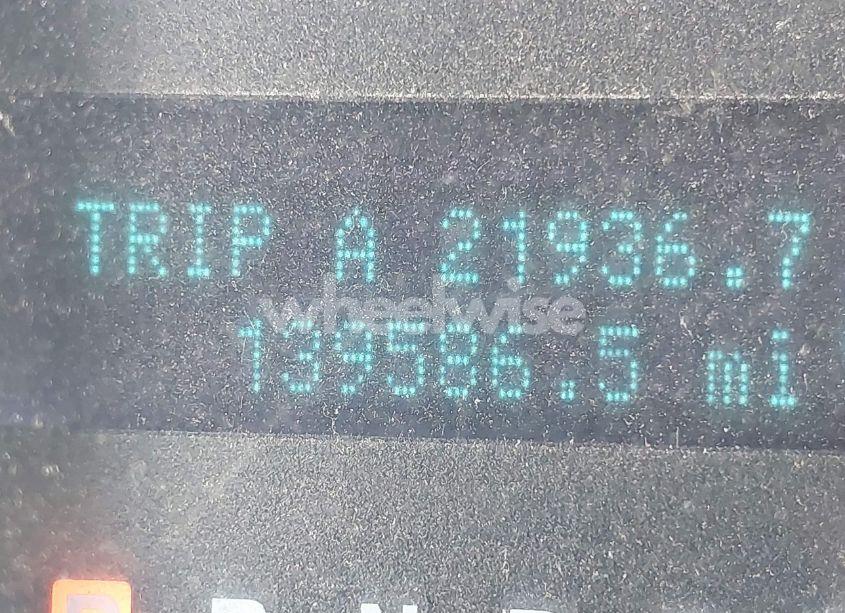 TRIP A 21936.7
wheelwise
139586.5 mi
P R N D